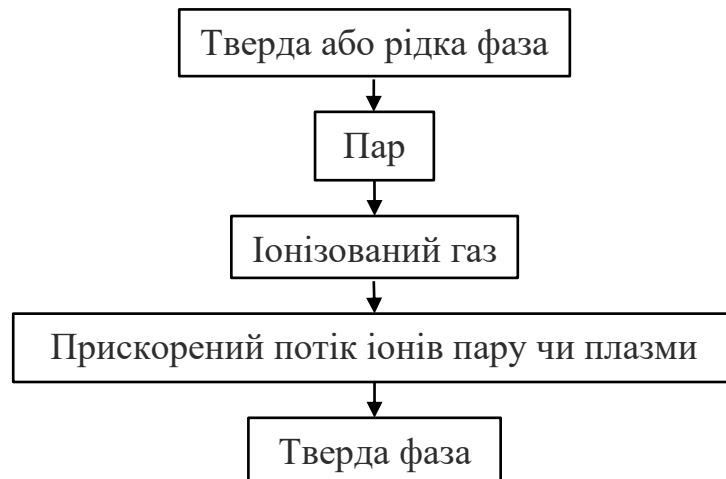 Тверда або рідка фаза
Пар
Іонізований газ
Прискорений потік іонів пару чи плазми
Тверда фаза